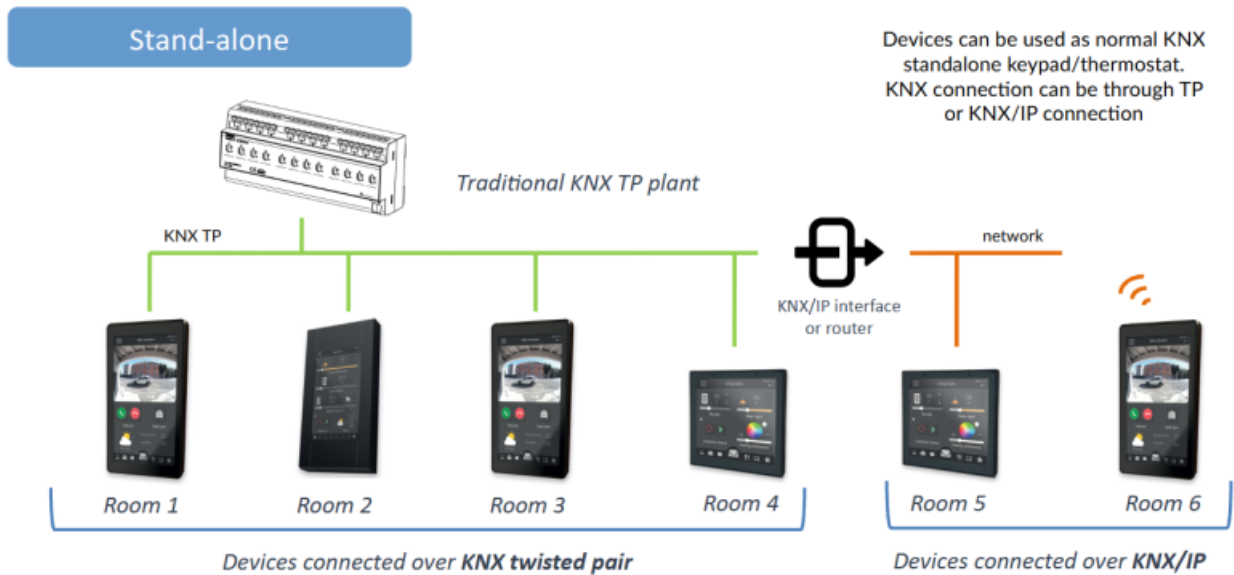 Stand-alone
Devices can be used as normal KNX
standalone keypad/thermostat.
KNX connection can be through TP
or KNX/IP connection
Traditional KNX TP plant
KNX TP
network
KNX/IP interface
or router
Room 1
Room 2
Room 3
Room 4
Room 5
Room 6
Devices connected over KNX twisted pair
Devices connected over KNX/IP